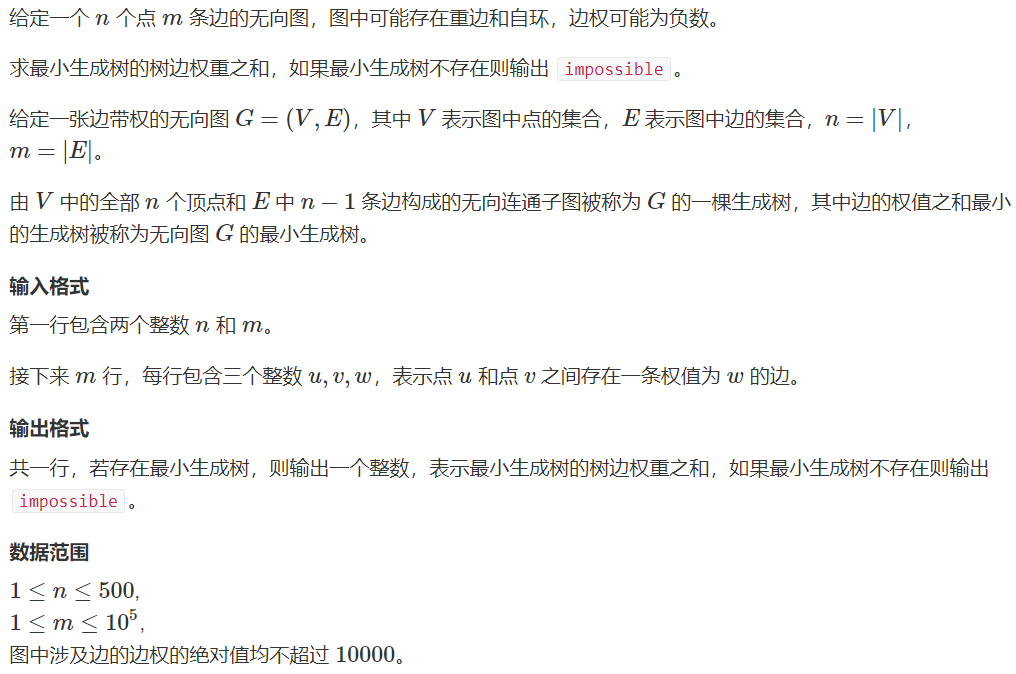 给定一个 n 个点 m 条边的无向图，图中可能存在重边和自环，边权可能为负数。
求最小生成树的树边权重之和，如果最小生成树不存在则输出 impossible 。
给定一张边带权的无向图 G = (V, E)，其中 V 表示图中点的集合，E 表示图中边的集合，n = |V|，
m = |E|。
由 V 中的全部 n 个顶点和 E 中 n − 1 条边构成的无向连通子图被称为 G 的一棵生成树，其中边的权值之和最小
的生成树被称为无向图 G 的最小生成树。
输入格式
第一行包含两个整数 n 和 m。
接下来 m 行，每行包含三个整数 u, v, w，表示点 u 和点 v 之间存在一条权值为 w 的边。
输出格式
共一行，若存在最小生成树，则输出一个整数，表示最小生成树的树边权重之和，如果最小生成树不存在则输出
impossible 。
数据范围
1 ≤ n ≤ 500,
1 ≤ m ≤ 10⁵,
图中涉及边的边权的绝对值均不超过 10000。